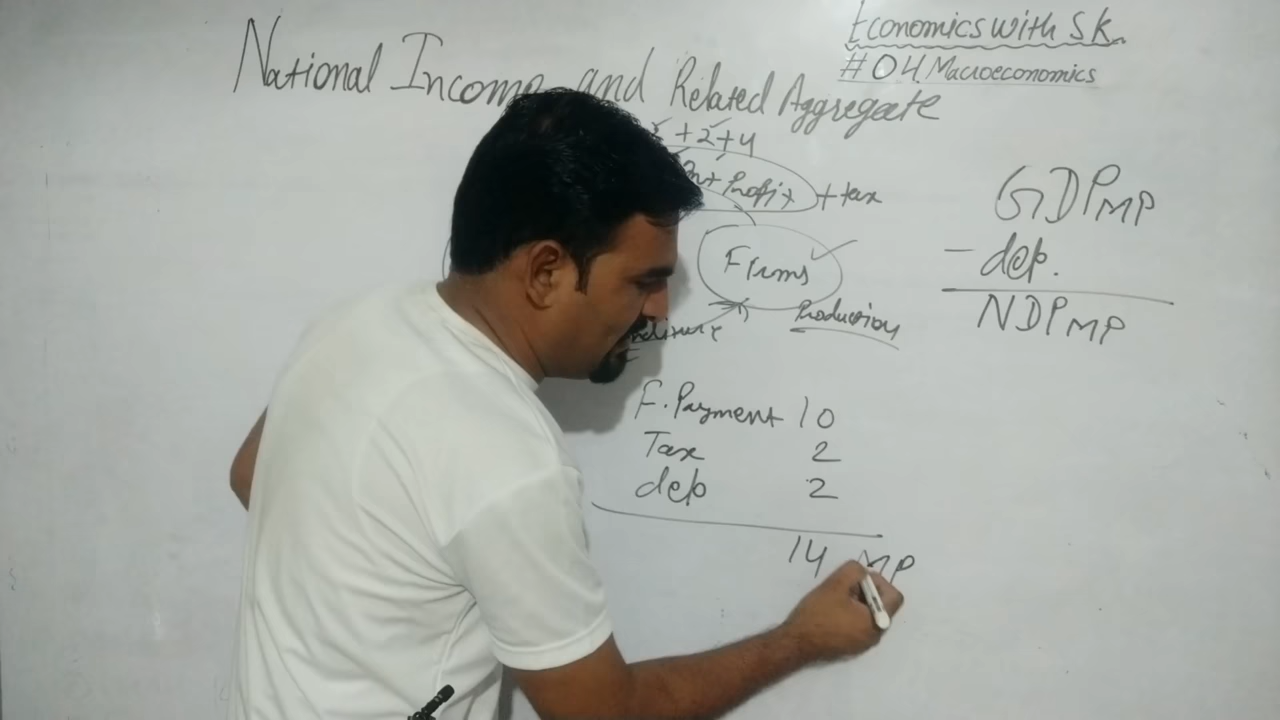 Economics with S.K.
#04 Macroeconomics
National Income and Related Aggregate
+2+4
Profit + tax
Firms
Production
GDPMP
- dep.
NDPMP
F. Payment 10
Tax 2
dep 2
14 MP